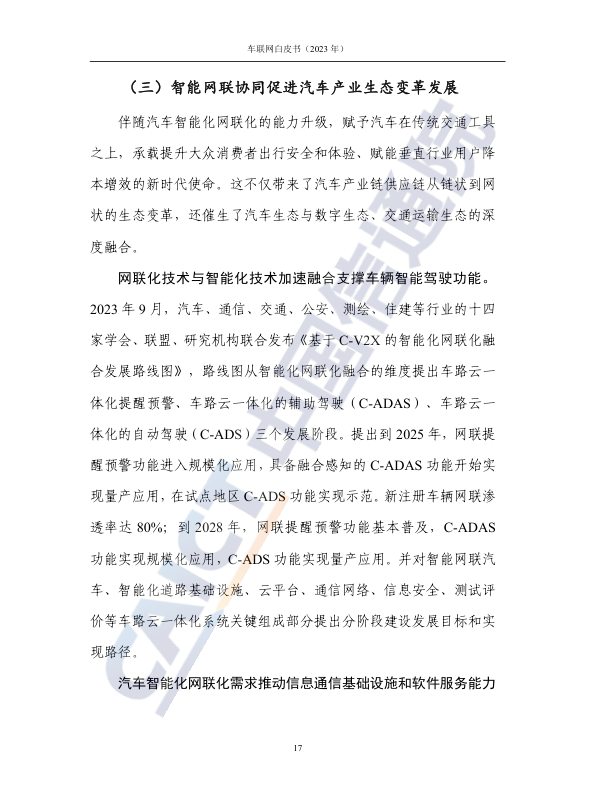 车联网白皮书（2023 年）
（三）智能网联协同促进汽车产业生态变革发展
伴随汽车智能化网联化的能力升级，赋予汽车在传统交通工具
之上，承载提升大众消费者出行安全和体验、赋能垂直行业用户降
本增效的新时代使命。这不仅带来了汽车产业链供应链从链状到网
状的生态变革，还催生了汽车生态与数字生态、交通运输生态的深
度融合。
网联化技术与智能化技术加速融合支撑车辆智能驾驶功能。
2023 年 9 月，汽车、通信、交通、公安、测绘、住建等行业的十四
家学会、联盟、研究机构联合发布《基于 C-V2X 的智能化网联化融
合发展路线图》，路线图从智能化网联化融合的维度提出车路云一
体化提醒预警、车路云一体化的辅助驾驶（C-ADAS）、车路云一
体化的自动驾驶（C-ADS）三个发展阶段。提出到 2025 年，网联提
醒预警功能进入规模化应用，具备融合感知的 C-ADAS 功能开始实
现量产应用，在试点地区 C-ADS 功能实现示范。新注册车辆网联渗
透率达 80%；到 2028 年，网联提醒预警功能基本普及，C-ADAS
功能实现规模化应用，C-ADS 功能实现量产应用。并对智能网联汽
车、智能化道路基础设施、云平台、通信网络、信息安全、测试评
价等车路云一体化系统关键组成部分提出分阶段建设发展目标和实
现路径。
汽车智能化网联化需求推动信息通信基础设施和软件服务能力
17
CAICT 中国信通院